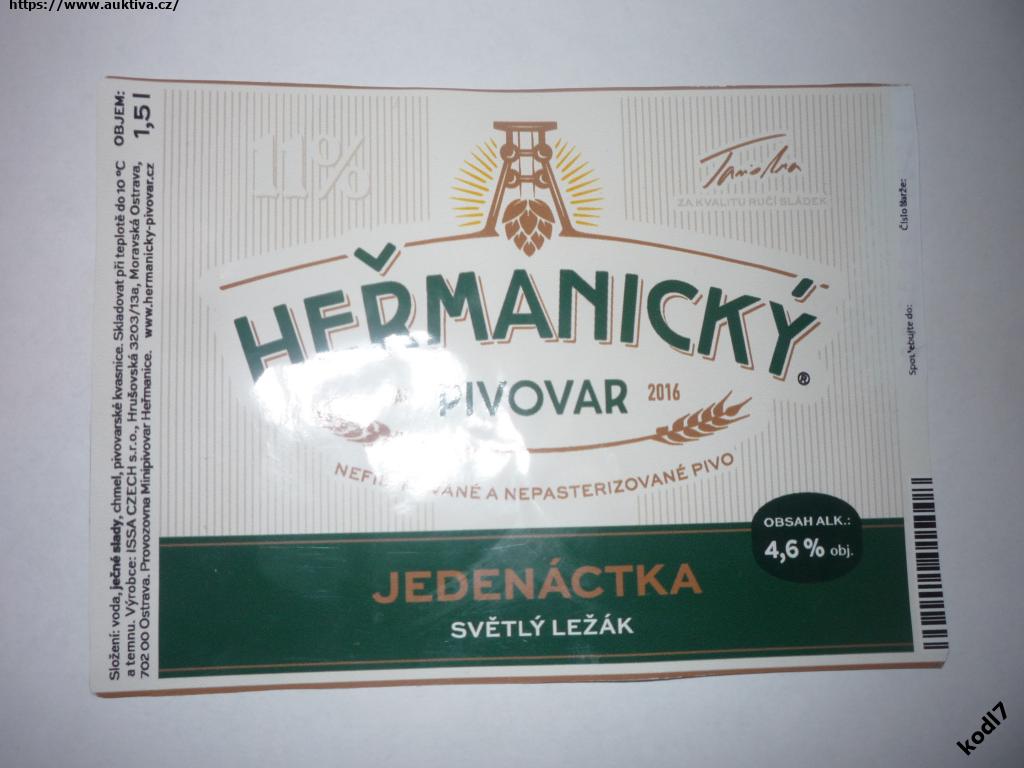 https://www.auktiva.cz/
Složení: voda, ječné slady, chmel, pivovarské kvasnice. Skladovat při teplotě do 10 °C
a temnu. Výrobce: ISSA CZECH s.r.o., Hrušovská 3203/13a, Moravská Ostrava,
702 00 Ostrava. Provozovna Minipivovar Heřmanice. www.hermanicky-pivovar.cz
OBJEM:
1,5 l
11%
ZA KVALITU RUČÍ SLÁDEK
HEŘMANICKÝ®
PIVOVAR 2016
A NEPASTERIZOVANÉ PIVO
OBSAH ALK.:
4,6 % obj.
JEDENÁCTKA
SVĚTLÝ LEŽÁK
Číslo šarže:
Spotřebujte do:
kodl7